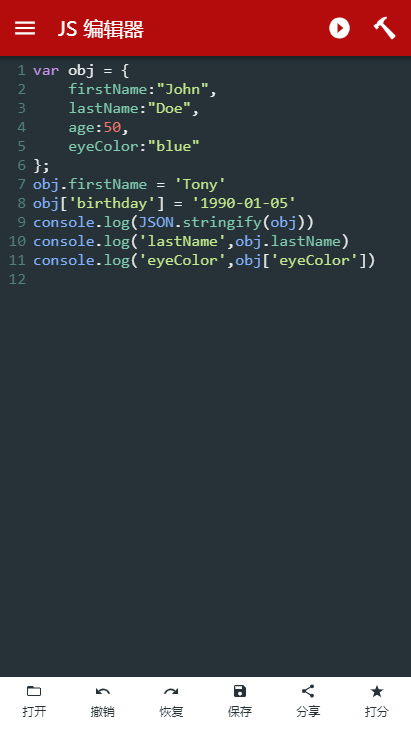 JS 编辑器
1 var obj = {
2     firstName:"John",
3     lastName:"Doe",
4     age:50,
5     eyeColor:"blue"
6 };
7 obj.firstName = 'Tony'
8 obj['birthday'] = '1990-01-05'
9 console.log(JSON.stringify(obj))
10 console.log('lastName',obj.lastName)
11 console.log('eyeColor',obj['eyeColor'])
12
打开 撤销 恢复 保存 分享 打分